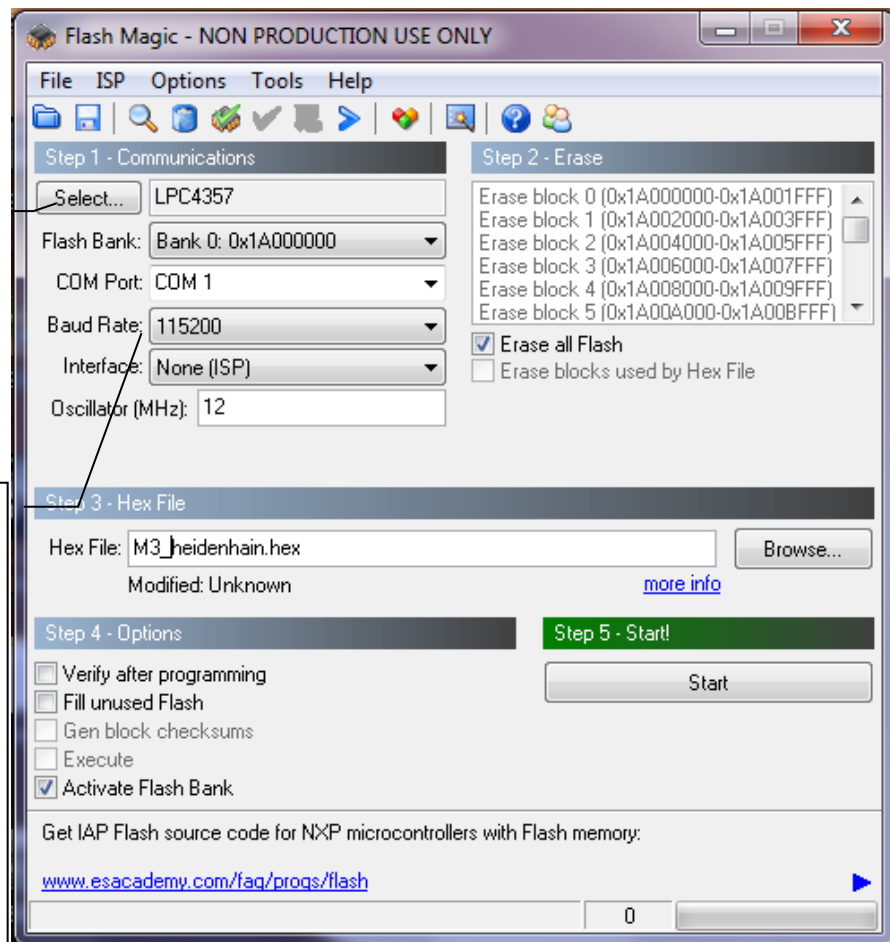 Flash Magic - NON PRODUCTION USE ONLY
File ISP Options Tools Help
Step 1 - Communications
Select... LPC4357
Flash Bank: Bank 0: 0x1A000000
COM Port: COM 1
Baud Rate: 115200
Interface: None (ISP)
Oscillator (MHz): 12
Step 2 - Erase
Erase block 0 (0x1A000000-0x1A001FFF)
Erase block 1 (0x1A002000-0x1A003FFF)
Erase block 2 (0x1A004000-0x1A005FFF)
Erase block 3 (0x1A006000-0x1A007FFF)
Erase block 4 (0x1A008000-0x1A009FFF)
Erase block 5 (0x1A00A000-0x1A00BFFF)
Erase all Flash
Erase blocks used by Hex File
Step 3 - Hex File
Hex File: M3_heidenhain.hex Browse...
Modified: Unknown more info
Step 4 - Options
Verify after programming
Fill unused Flash
Gen block checksums
Execute
Activate Flash Bank
Step 5 - Start!
Start
Get IAP Flash source code for NXP microcontrollers with Flash memory:
www.esacademy.com/faq/progs/flash
0